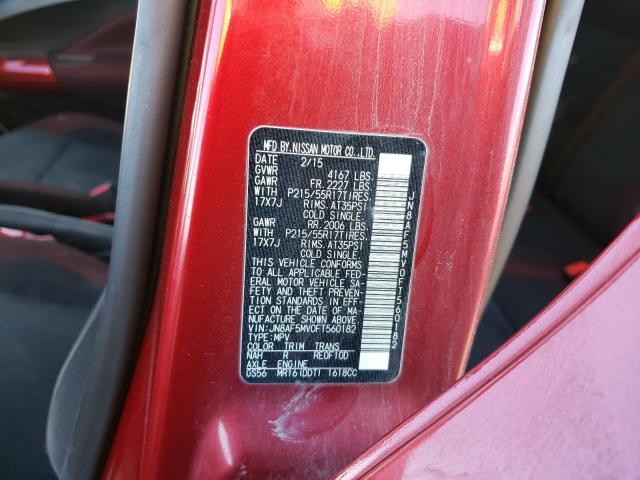 MFD BY NISSAN MOTOR CO.,LTD.
DATE 2/15
GVWR 4167 LBS
GAWR FR. 2227 LBS
WITH P215/55R17TIRES,
17X7J RIMS, AT35PSI
COLD SINGLE.
GAWR RR. 2006 LBS
WITH P215/55R17TIRES,
17X7J RIMS, AT35PSI
COLD SINGLE.
THIS VEHICLE CONFORMS
TO ALL APPLICABLE FED-
ERAL MOTOR VEHICLE SA-
FETY AND THEFT PREVEN-
TION STANDARDS IN EFF-
ECT ON THE DATE OF MA-
NUFACTURE SHOWN ABOVE.
VIN:JN8AF5MV0FT560182
TYPE:MPV
COLOR TRIM TRANS
NAH R RE0F10D
AXLE ENGINE
GS56 MR16(DDT) 1618CC
JN8AF5MV0FT560182